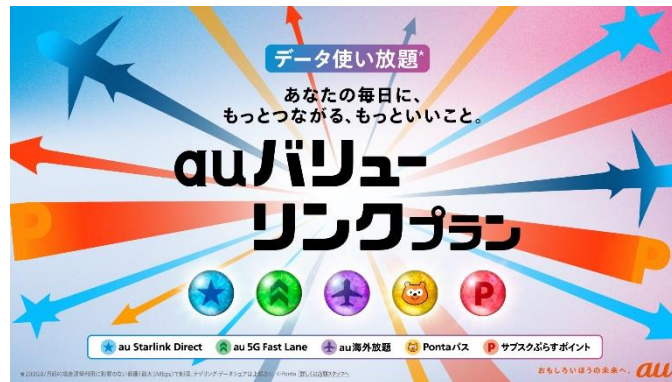 データ使い放題*
あなたの毎日に、
もっとつながる、もっといいこと。
auバリュー
リンクプラン
P
P
P
au Starlink Direct
au 5G Fast Lane
au海外放題
Pontaパス
P サブスクぷらすポイント
おもしろいほうの未来へ。
au